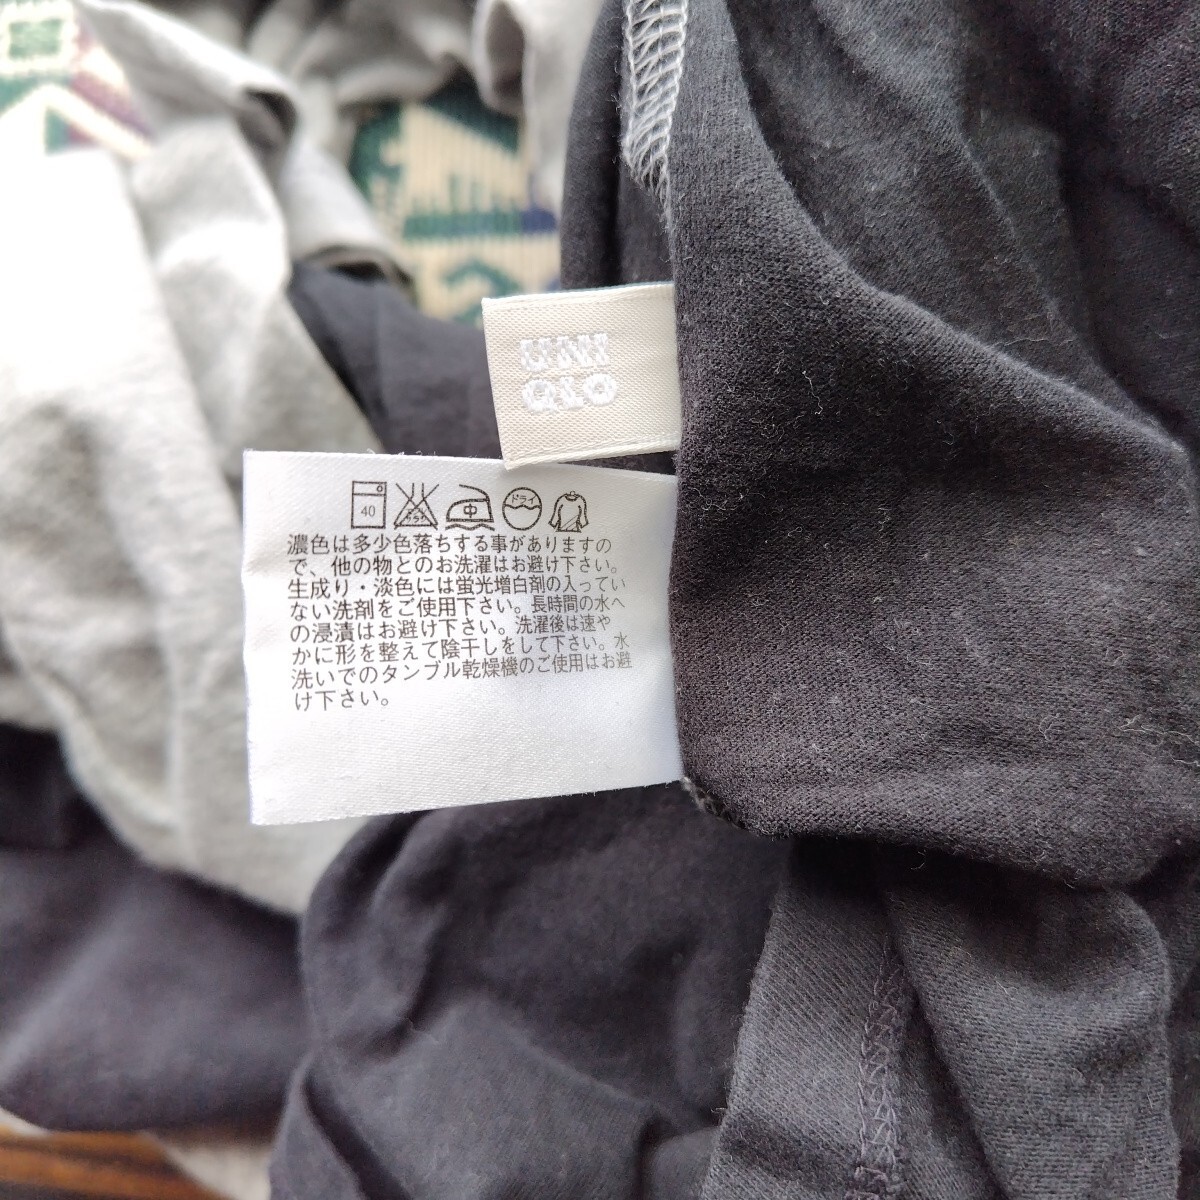 UNI
QLO
40
エンソサラシ
中
ドライ
濃色は多少色落ちする事がありますの
で、他の物とのお洗濯はお避け下さい。
生成り・淡色には蛍光増白剤の入ってい
ない洗剤をご使用下さい。長時間の水へ
の浸漬はお避け下さい。洗濯後は速や
かに形を整えて陰干しをして下さい。水
洗いでのタンブル乾燥機のご使用はお避
け下さい。